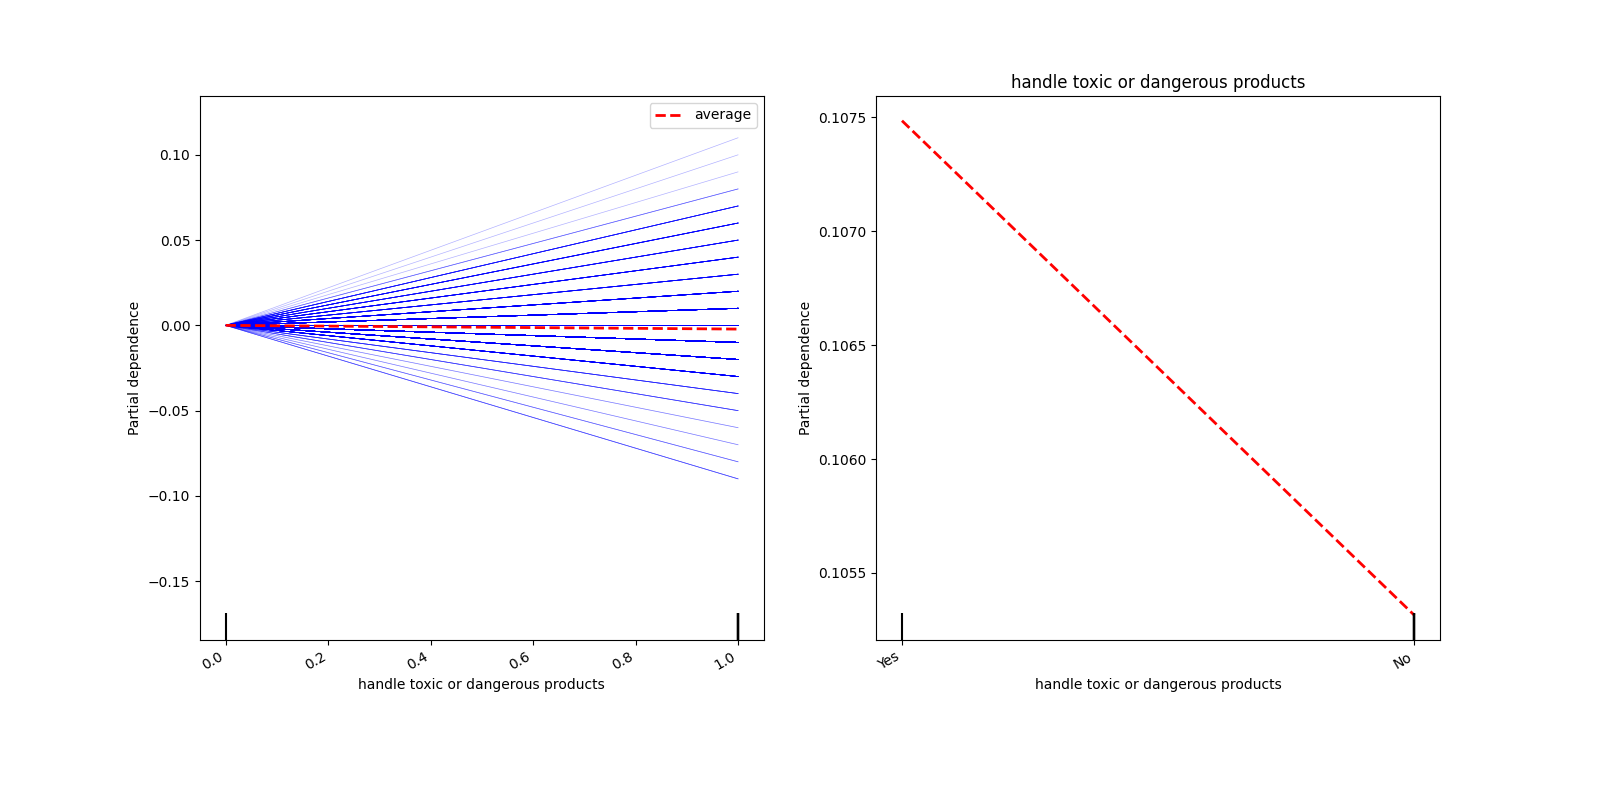 average
0.10
0.05
0.00
−0.05
−0.10
−0.15
Partial dependence
0.0
0.2
0.4
0.6
0.8
1.0
handle toxic or dangerous products
handle toxic or dangerous products
0.1075
0.1070
0.1065
0.1060
0.1055
Partial dependence
Yes
No
handle toxic or dangerous products